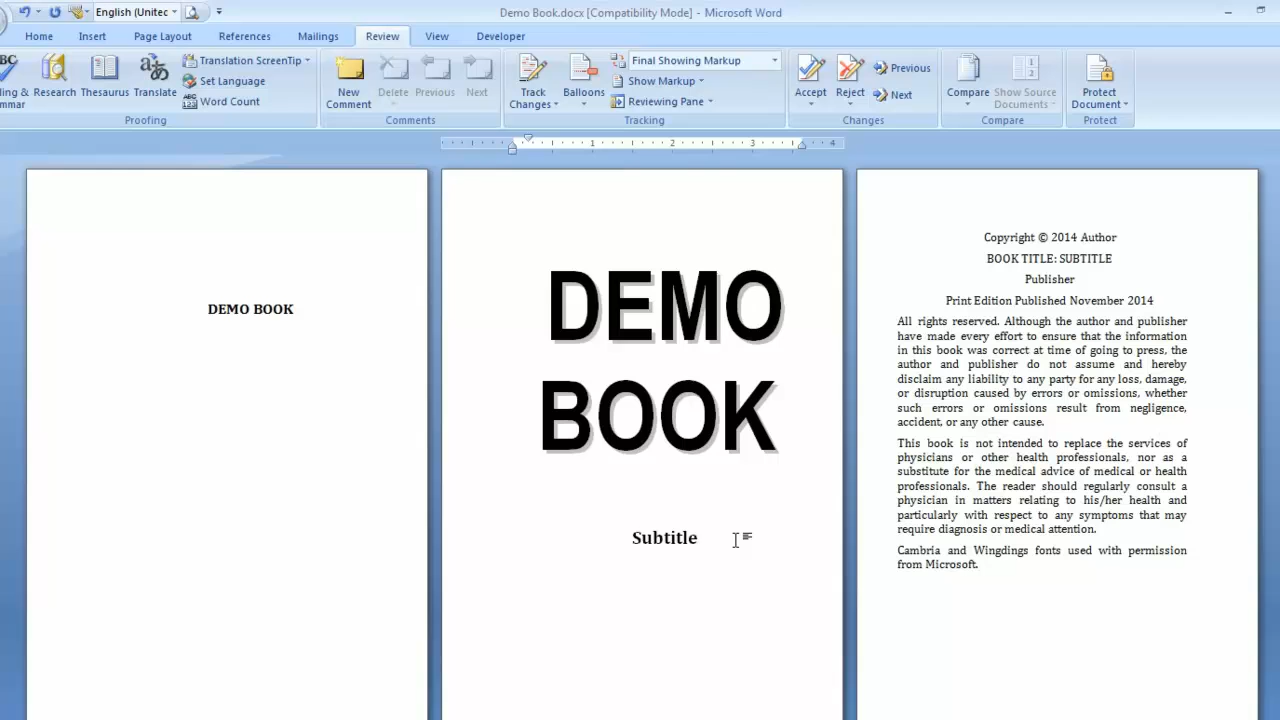 English (Unitec
Demo Book.docx [Compatibility Mode] - Microsoft Word
Home Insert Page Layout References Mailings Review View Developer
BC
ling &
mmar
Research
Thesaurus
Translate
Translation ScreenTip
Set Language
Word Count
Proofing
New
Comment
Delete
Previous
Next
Comments
Track
Changes
Balloons
Final Showing Markup
Show Markup
Reviewing Pane
Tracking
Accept
Reject
Previous
Next
Changes
Compare
Show Source
Documents
Compare
Protect
Document
Protect
1 2 3 4
DEMO BOOK
DEMO
BOOK
Subtitle
Copyright © 2014 Author
BOOK TITLE: SUBTITLE
Publisher
Print Edition Published November 2014
All rights reserved. Although the author and publisher
have made every effort to ensure that the information
in this book was correct at time of going to press, the
author and publisher do not assume and hereby
disclaim any liability to any party for any loss, damage,
or disruption caused by errors or omissions, whether
such errors or omissions result from negligence,
accident, or any other cause.
This book is not intended to replace the services of
physicians or other health professionals, nor as a
substitute for the medical advice of medical or health
professionals. The reader should regularly consult a
physician in matters relating to his/her health and
particularly with respect to any symptoms that may
require diagnosis or medical attention.
Cambria and Wingdings fonts used with permission
from Microsoft.